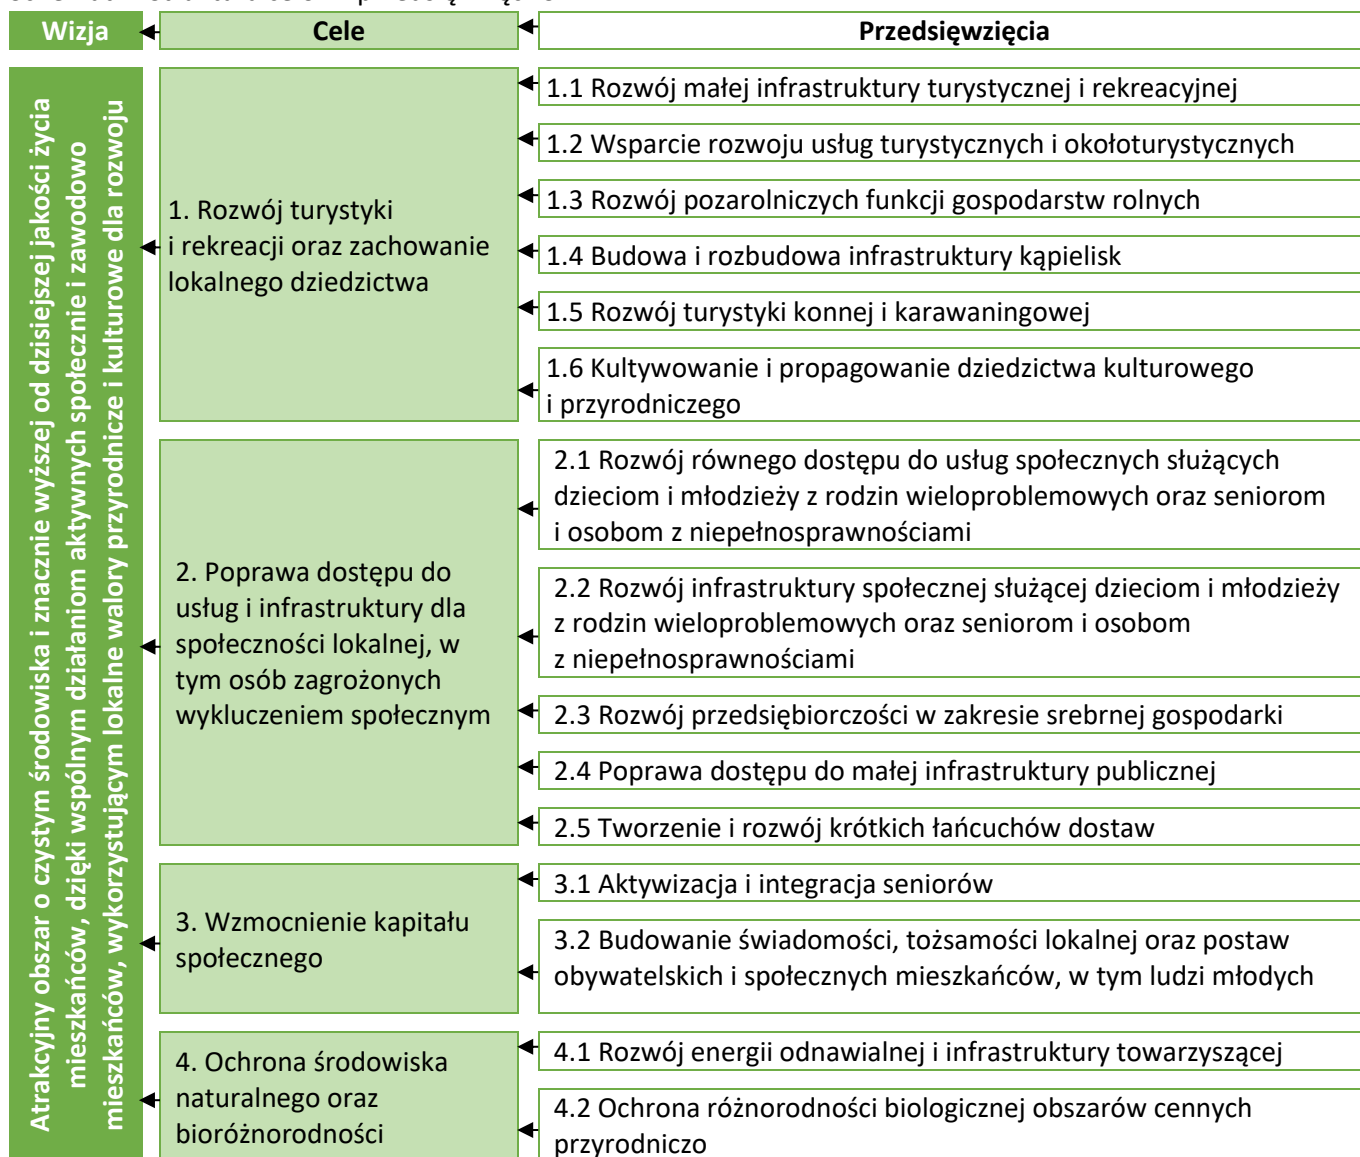 Wizja
Cele
Przedsięwzięcia
Atrakcyjny obszar o czystym środowiska i znacznie wyższej od dzisiejszej jakości życia
mieszkańców, dzięki wspólnym działaniom aktywnych społecznie i zawodowo
mieszkańców, wykorzystującym lokalne walory przyrodnicze i kulturowe dla rozwoju
1. Rozwój turystyki
i rekreacji oraz zachowanie
lokalnego dziedzictwa
1.1 Rozwój małej infrastruktury turystycznej i rekreacyjnej
1.2 Wsparcie rozwoju usług turystycznych i okołoturystycznych
1.3 Rozwój pozarolniczych funkcji gospodarstw rolnych
1.4 Budowa i rozbudowa infrastruktury kąpielisk
1.5 Rozwój turystyki konnej i karawaningowej
1.6 Kultywowanie i propagowanie dziedzictwa kulturowego
i przyrodniczego
2. Poprawa dostępu do
usług i infrastruktury dla
społeczności lokalnej, w
tym osób zagrożonych
wykluczeniem społecznym
2.1 Rozwój równego dostępu do usług społecznych służących
dzieciom i młodzieży z rodzin wieloproblemowych oraz seniorom
i osobom z niepełnosprawnościami
2.2 Rozwój infrastruktury społecznej służącej dzieciom i młodzieży
z rodzin wieloproblemowych oraz seniorom i osobom
z niepełnosprawnościami
2.3 Rozwój przedsiębiorczości w zakresie srebrnej gospodarki
2.4 Poprawa dostępu do małej infrastruktury publicznej
2.5 Tworzenie i rozwój krótkich łańcuchów dostaw
3. Wzmocnienie kapitału
społecznego
3.1 Aktywizacja i integracja seniorów
3.2 Budowanie świadomości, tożsamości lokalnej oraz postaw
obywatelskich i społecznych mieszkańców, w tym ludzi młodych
4. Ochrona środowiska
naturalnego oraz
bioróżnorodności
4.1 Rozwój energii odnawialnej i infrastruktury towarzyszącej
4.2 Ochrona różnorodności biologicznej obszarów cennych
przyrodniczo